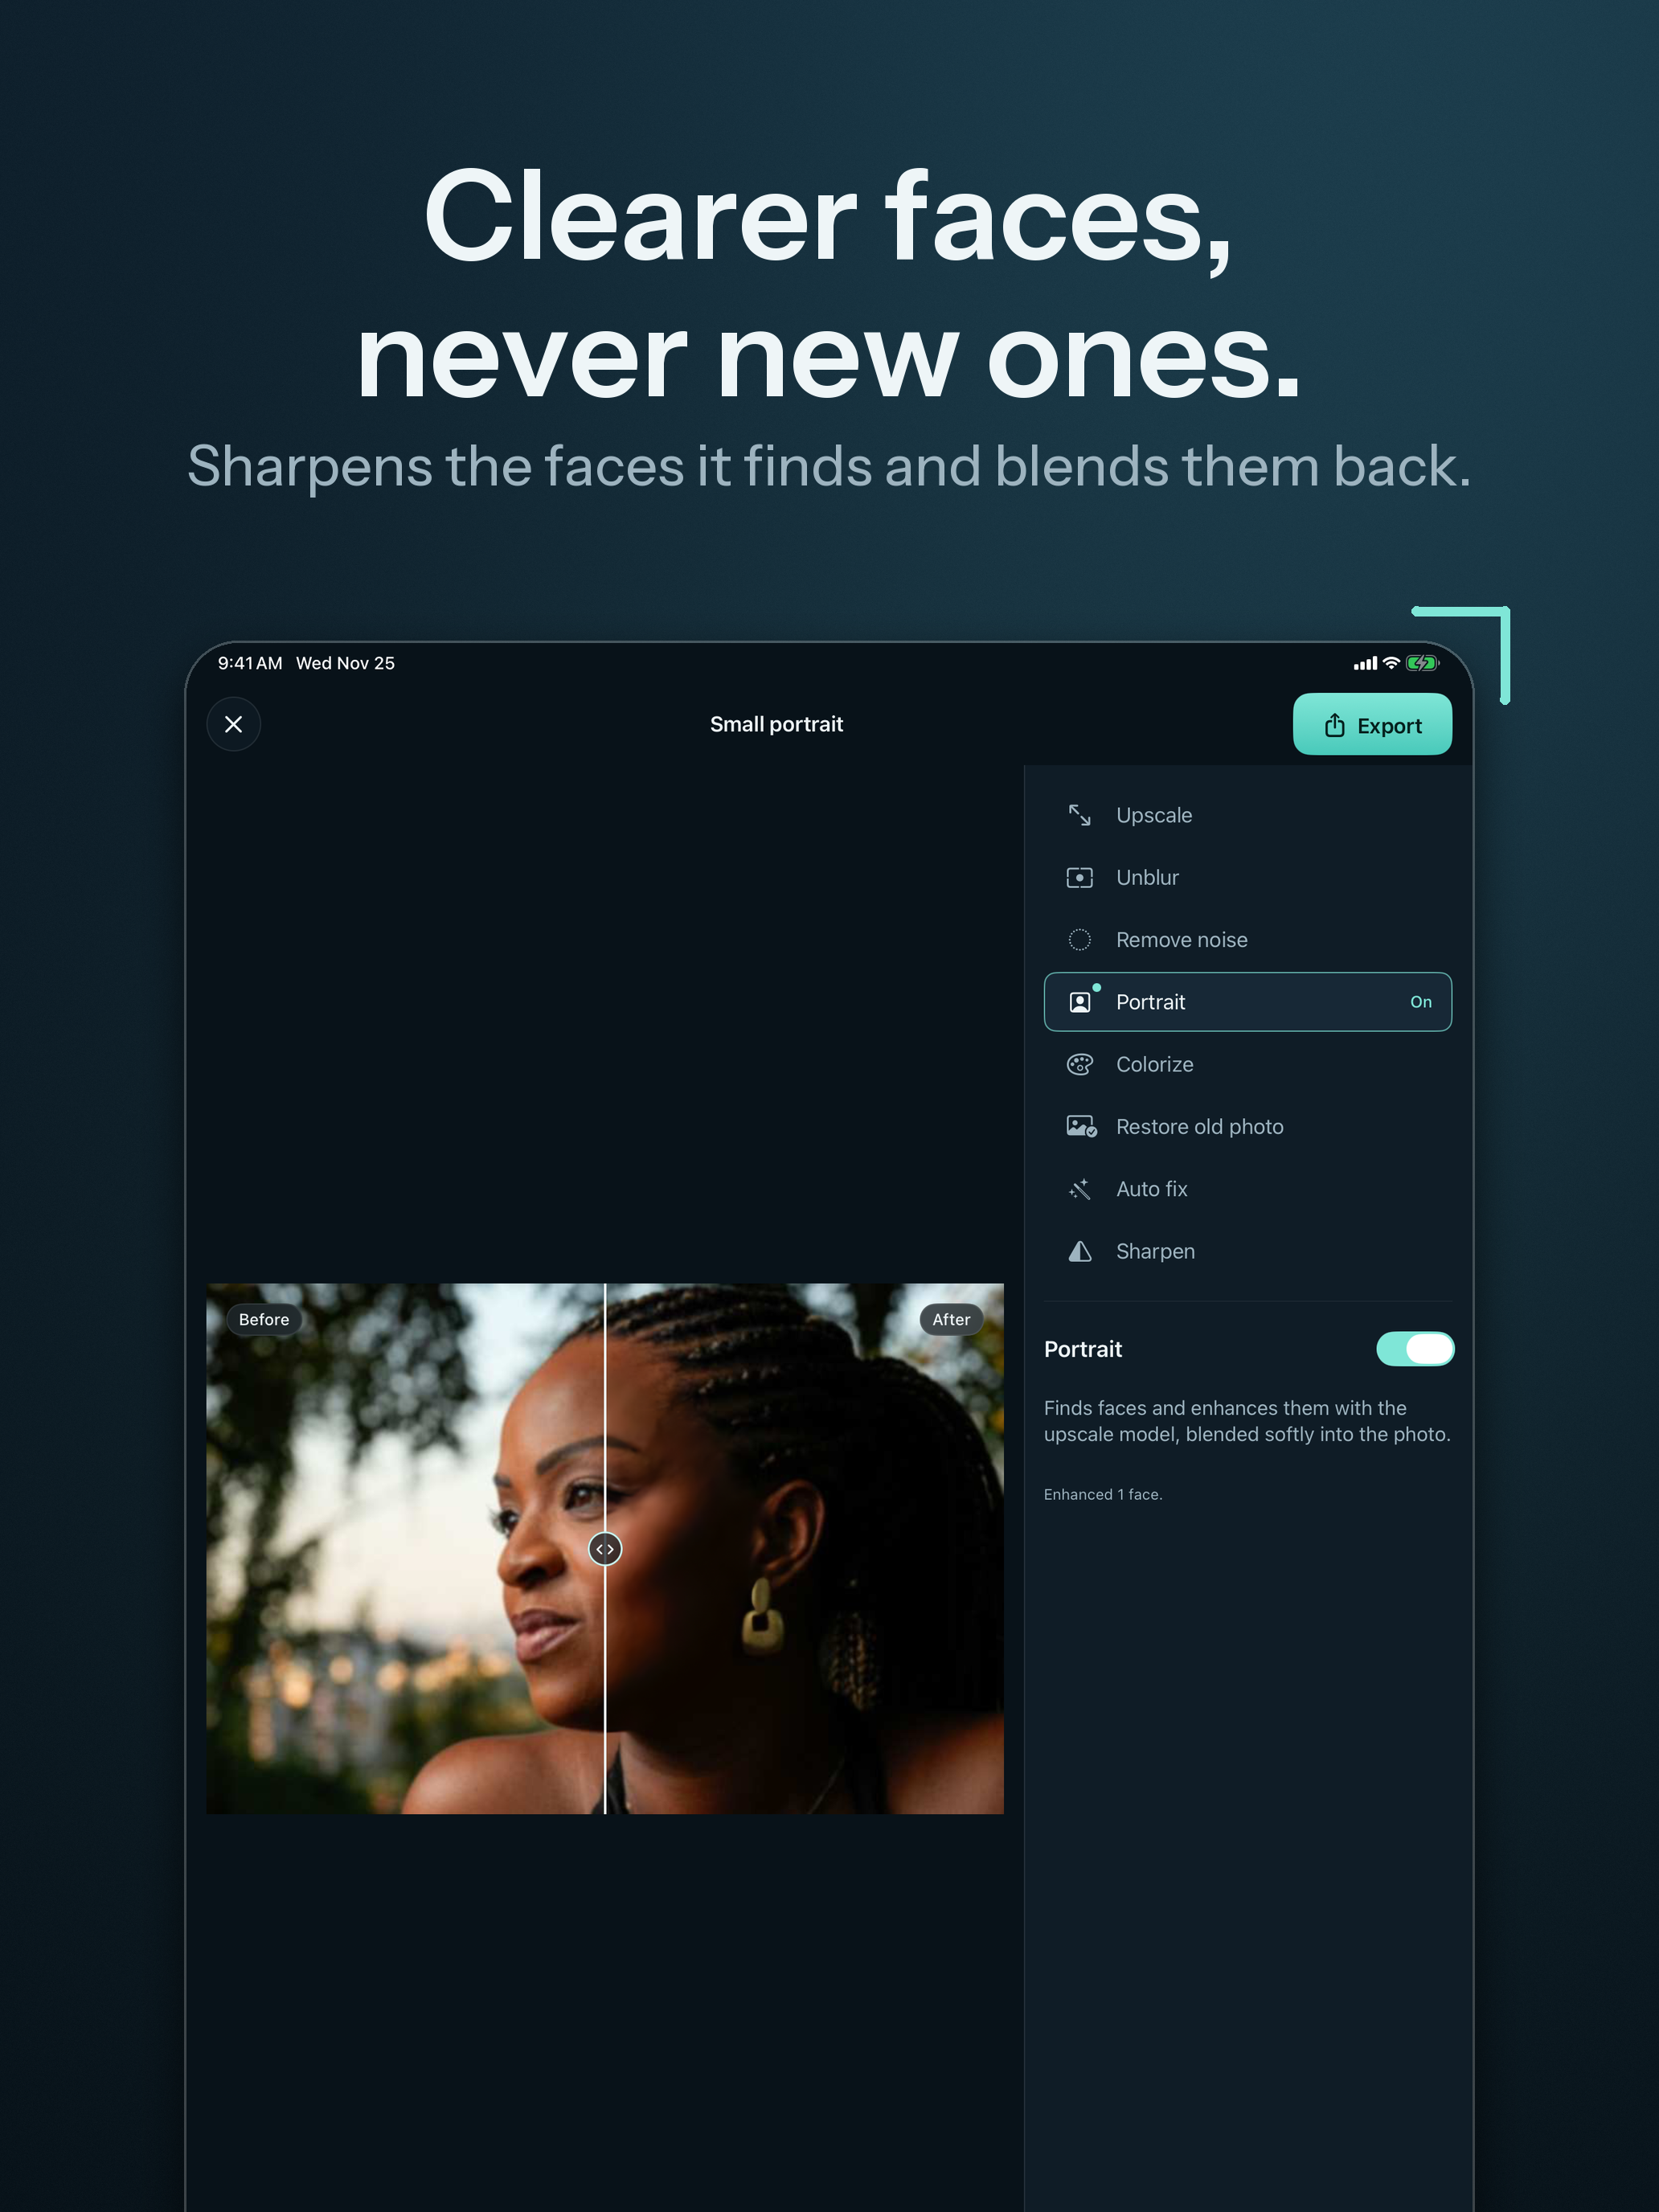 Clearer faces,
never new ones.
Sharpens the faces it finds and blends them back.
9:41 AM Wed Nov 25
Small portrait
Export
Upscale
Unblur
Remove noise
Portrait On
Colorize
Restore old photo
Auto fix
Sharpen
Before
After
Portrait
Finds faces and enhances them with the
upscale model, blended softly into the photo.
Enhanced 1 face.